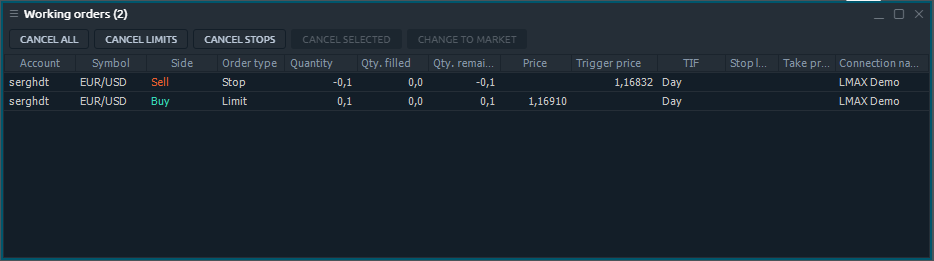 Working orders (2)
CANCEL ALL CANCEL LIMITS CANCEL STOPS CANCEL SELECTED CHANGE TO MARKET
Account Symbol Side Order type Quantity Qty. filled Qty. remai... Price Trigger price TIF Stop l... Take pr... Connection na...
serghdt EUR/USD Sell Stop -0,1 0,0 -0,1 1,16832 Day LMAX Demo
serghdt EUR/USD Buy Limit 0,1 0,0 0,1 1,16910 Day LMAX Demo